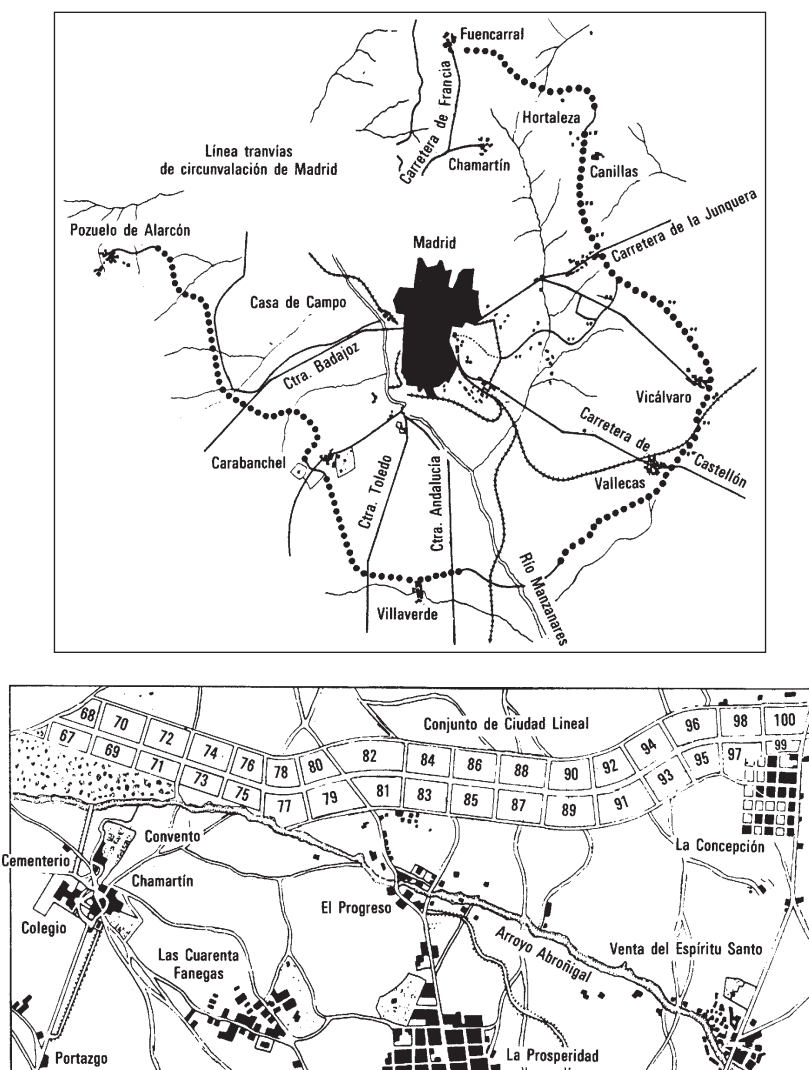 Fuencarral
Carretera de Francia
Hortaleza
Línea tranvías
de circunvalación de Madrid
Chamartín
Canillas
Carretera de la Junquera
Pozuelo de Alarcón
Madrid
Casa de Campo
Ctra. Badajoz
Vicálvaro
Carretera de
Castellón
Carabanchel
Vallecas
Ctra. Toledo
Ctra. Andalucía
Río Manzanares
Villaverde
Conjunto de Ciudad Lineal
68 70 72 74 76 78 80 82 84 86 88 90 92 94 96 98 100
67 69 71 73 75 77 79 81 83 85 87 89 91 93 95 97 99
Convento
La Concepción
Cementerio
Chamartín
El Progreso
Colegio
Arroyo Abroñigal
Venta del Espíritu Santo
Las Cuarenta
Fanegas
Portazgo
La Prosperidad